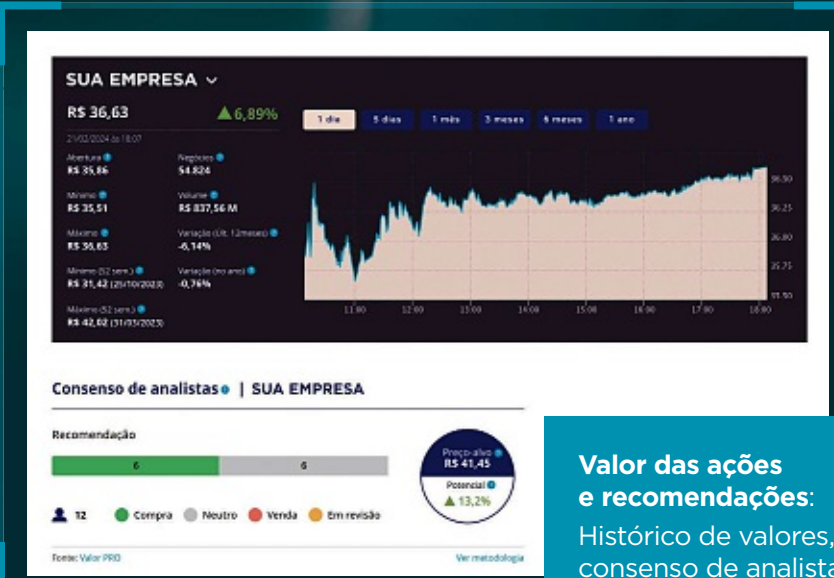 SUA EMPRESA
R$ 36,63 ▲6,89%
21/02/2024 às 18:07
Abertura Negócios
R$ 35,86 54.824
Mínimo Volume
R$ 35,51 R$ 837,56 M
Máximo Variação (Últ. 12meses)
R$ 36,63 -6,14%
Mínimo (52 sem.) Variação (no ano)
R$ 31,42 (25/10/2023) -0,76%
Máximo (52 sem.)
R$ 42,02 (31/03/2023)
1 dia 5 dias 1 mês 3 meses 6 meses 1 ano
36.50
36.25
36.00
35.75
35.50
11:00 12:00 13:00 14:00 15:00 16:00 17:00 18:00
Consenso de analistas | SUA EMPRESA
Recomendação
6 6
12 Compra Neutro Venda Em revisão
Preço-alvo
R$ 41,45
Potencial
▲ 13,2%
Fonte: Valor PRO Ver metodologia
Valor das ações
e recomendações:
Histórico de valores,
consenso de analista